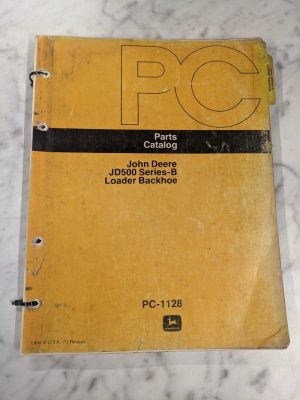 PC
Parts
Catalog
John Deere
JD500 Series-B
Loader Backhoe
PC-1128